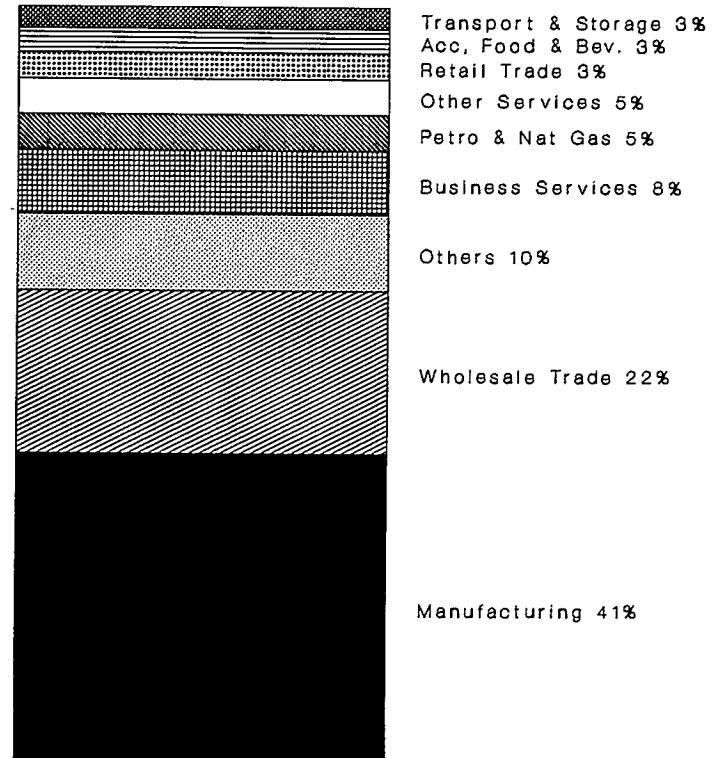 Transport & Storage 3%
Acc, Food & Bev. 3%
Retail Trade 3%
Other Services 5%
Petro & Nat Gas 5%
Business Services 8%
Others 10%
Wholesale Trade 22%
Manufacturing 41%